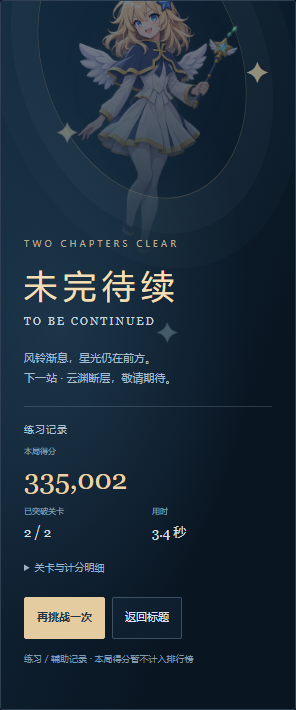 TWO CHAPTERS CLEAR
未完待续
TO BE CONTINUED
风铃渐息，星光仍在前方。
下一站 · 云渊断层，敬请期待。
练习记录
本局得分
335,002
已突破关卡
用时
2 / 2
3.4 秒
▶ 关卡与计分明细
再挑战一次
返回标题
练习 / 辅助记录 · 本局得分暂不计入排行榜